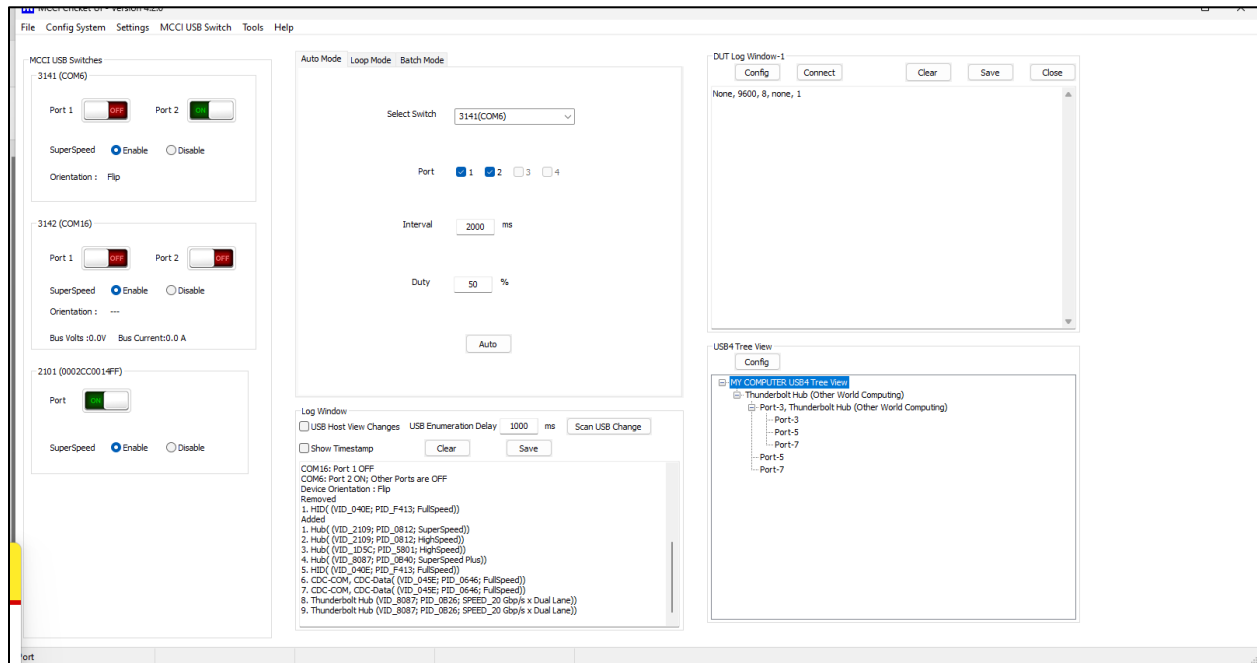 MCCI Cricket UI - Version 4.2.0
File Config System Settings MCCI USB Switch Tools Help
MCCI USB Switches
3141 (COM6)
Port 1 OFF Port 2 ON
SuperSpeed Enable Disable
Orientation : Flip
3142 (COM16)
Port 1 OFF Port 2 OFF
SuperSpeed Enable Disable
Orientation : ---
Bus Volts :0.0V Bus Current:0.0 A
2101 (0002CC0014FF)
Port ON
SuperSpeed Enable Disable
Auto Mode Loop Mode Batch Mode
Select Switch 3141(COM6)
Port 1 2 3 4
Interval 2000 ms
Duty 50 %
Auto
Log Window
USB Host View Changes USB Enumeration Delay 1000 ms Scan USB Change
Show Timestamp Clear Save
COM16: Port 1 OFF
COM6: Port 2 ON; Other Ports are OFF
Device Orientation : Flip
Removed
1. HID( (VID_040E; PID_F413; FullSpeed))
Added
1. Hub( (VID_2109; PID_0812; SuperSpeed))
2. Hub( (VID_2109; PID_0812; HighSpeed))
3. Hub( (VID_1D5C; PID_5801; HighSpeed))
4. Hub( (VID_8087; PID_0B40; SuperSpeed Plus))
5. HID( (VID_040E; PID_F413; FullSpeed))
6. CDC-COM, CDC-Data( (VID_045E; PID_0646; FullSpeed))
7. CDC-COM, CDC-Data( (VID_045E; PID_0646; FullSpeed))
8. Thunderbolt Hub (VID_8087; PID_0B26; SPEED_20 Gbp/s x Dual Lane))
9. Thunderbolt Hub (VID_8087; PID_0B26; SPEED_20 Gbp/s x Dual Lane))
DUT Log Window-1
Config Connect Clear Save Close
None, 9600, 8, none, 1
USB4 Tree View
Config
MY COMPUTER USB4 Tree View
Thunderbolt Hub (Other World Computing)
Port-3, Thunderbolt Hub (Other World Computing)
Port-3
Port-5
Port-7
Port-5
Port-7
Port